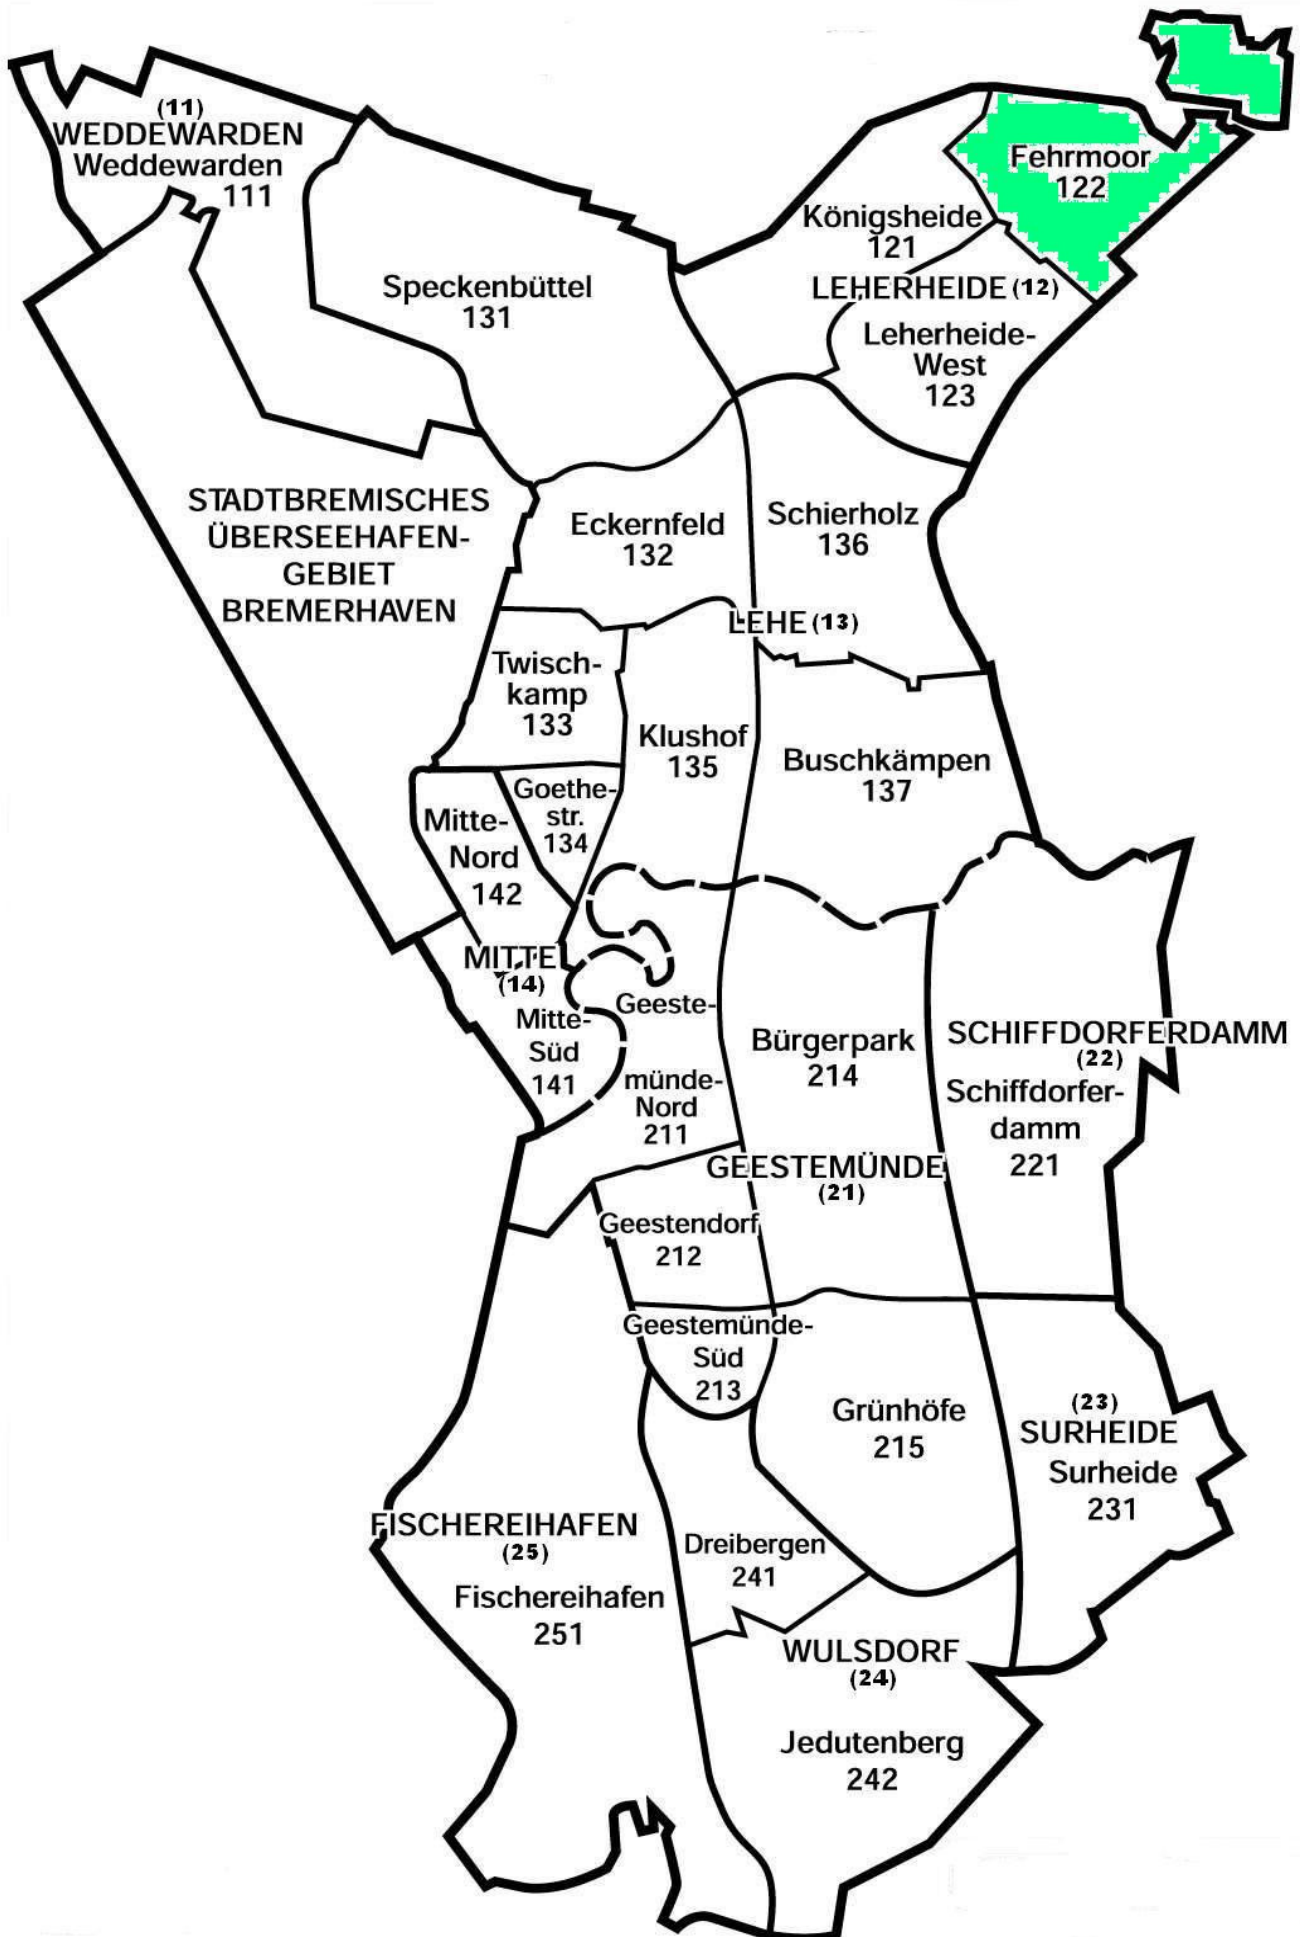 (11)
WEDDEWARDEN
Weddewarden
111
Speckenbüttel
131
Fehrmoor
122
Königsheide
121
LEHERHEIDE (12)
Leherheide-
West
123
STADTBREMISCHES
ÜBERSEEHAFEN-
GEBIET
BREMERHAVEN
Eckernfeld
132
Schierholz
136
LEHE (13)
Twisch-
kamp
133
Klushof
135
Buschkämpen
137
Goethe-
str.
134
Mitte-
Nord
142
MITTE
(14)
Mitte-
Süd
141
Geeste-
münde-
Nord
211
Bürgerpark
214
SCHIFFDORFERDAMM
(22)
Schiffdorfer-
damm
221
GEESTEMÜNDE
(21)
Geestendorf
212
Geestemünde-
Süd
213
Grünhöfe
215
(23)
SURHEIDE
Surheide
231
FISCHEREIHAFEN
(25)
Fischereihafen
251
Dreibergen
241
WULSDORF
(24)
Jedutenberg
242